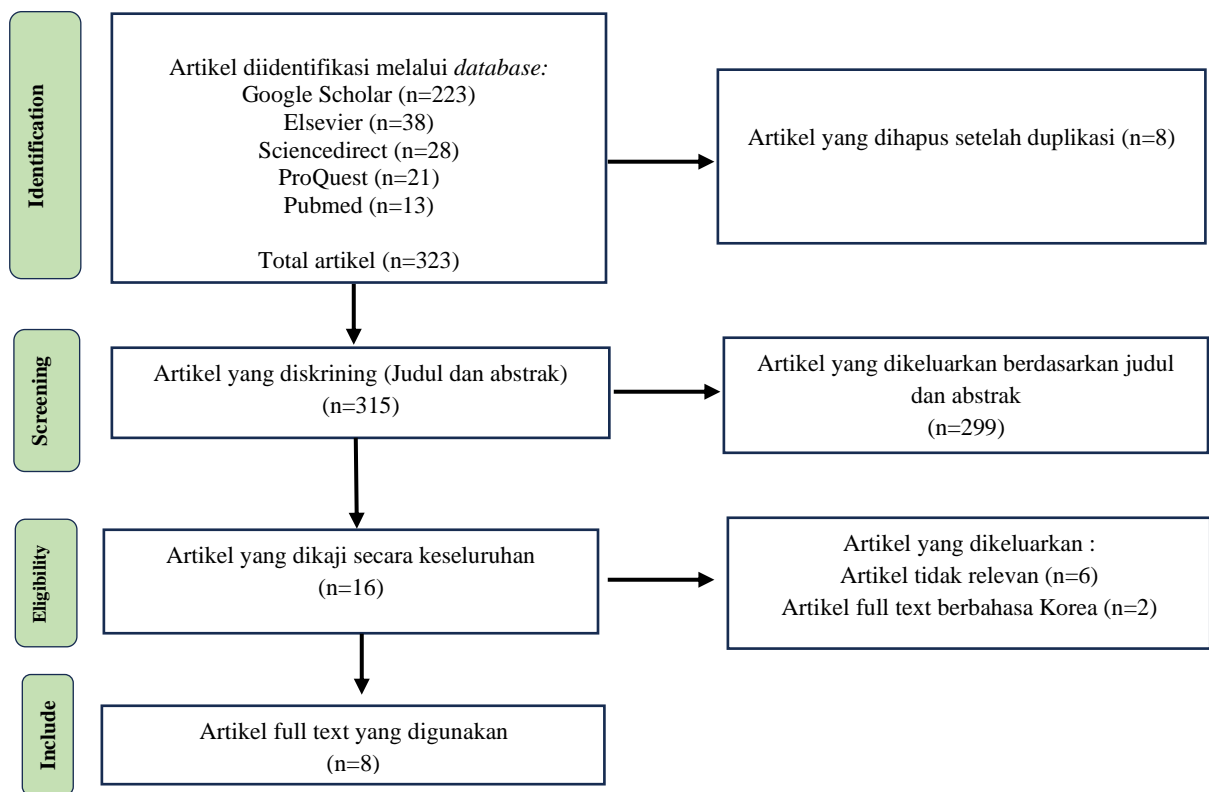 Identification
Artikel diidentifikasi melalui database:
Google Scholar (n=223)
Elsevier (n=38)
Sciencedirect (n=28)
ProQuest (n=21)
Pubmed (n=13)
Total artikel (n=323)
Artikel yang dihapus setelah duplikasi (n=8)
Screening
Artikel yang diskrining (Judul dan abstrak)
(n=315)
Artikel yang dikeluarkan berdasarkan judul
dan abstrak
(n=299)
Eligibility
Artikel yang dikaji secara keseluruhan
(n=16)
Artikel yang dikeluarkan :
Artikel tidak relevan (n=6)
Artikel full text berbahasa Korea (n=2)
Include
Artikel full text yang digunakan
(n=8)